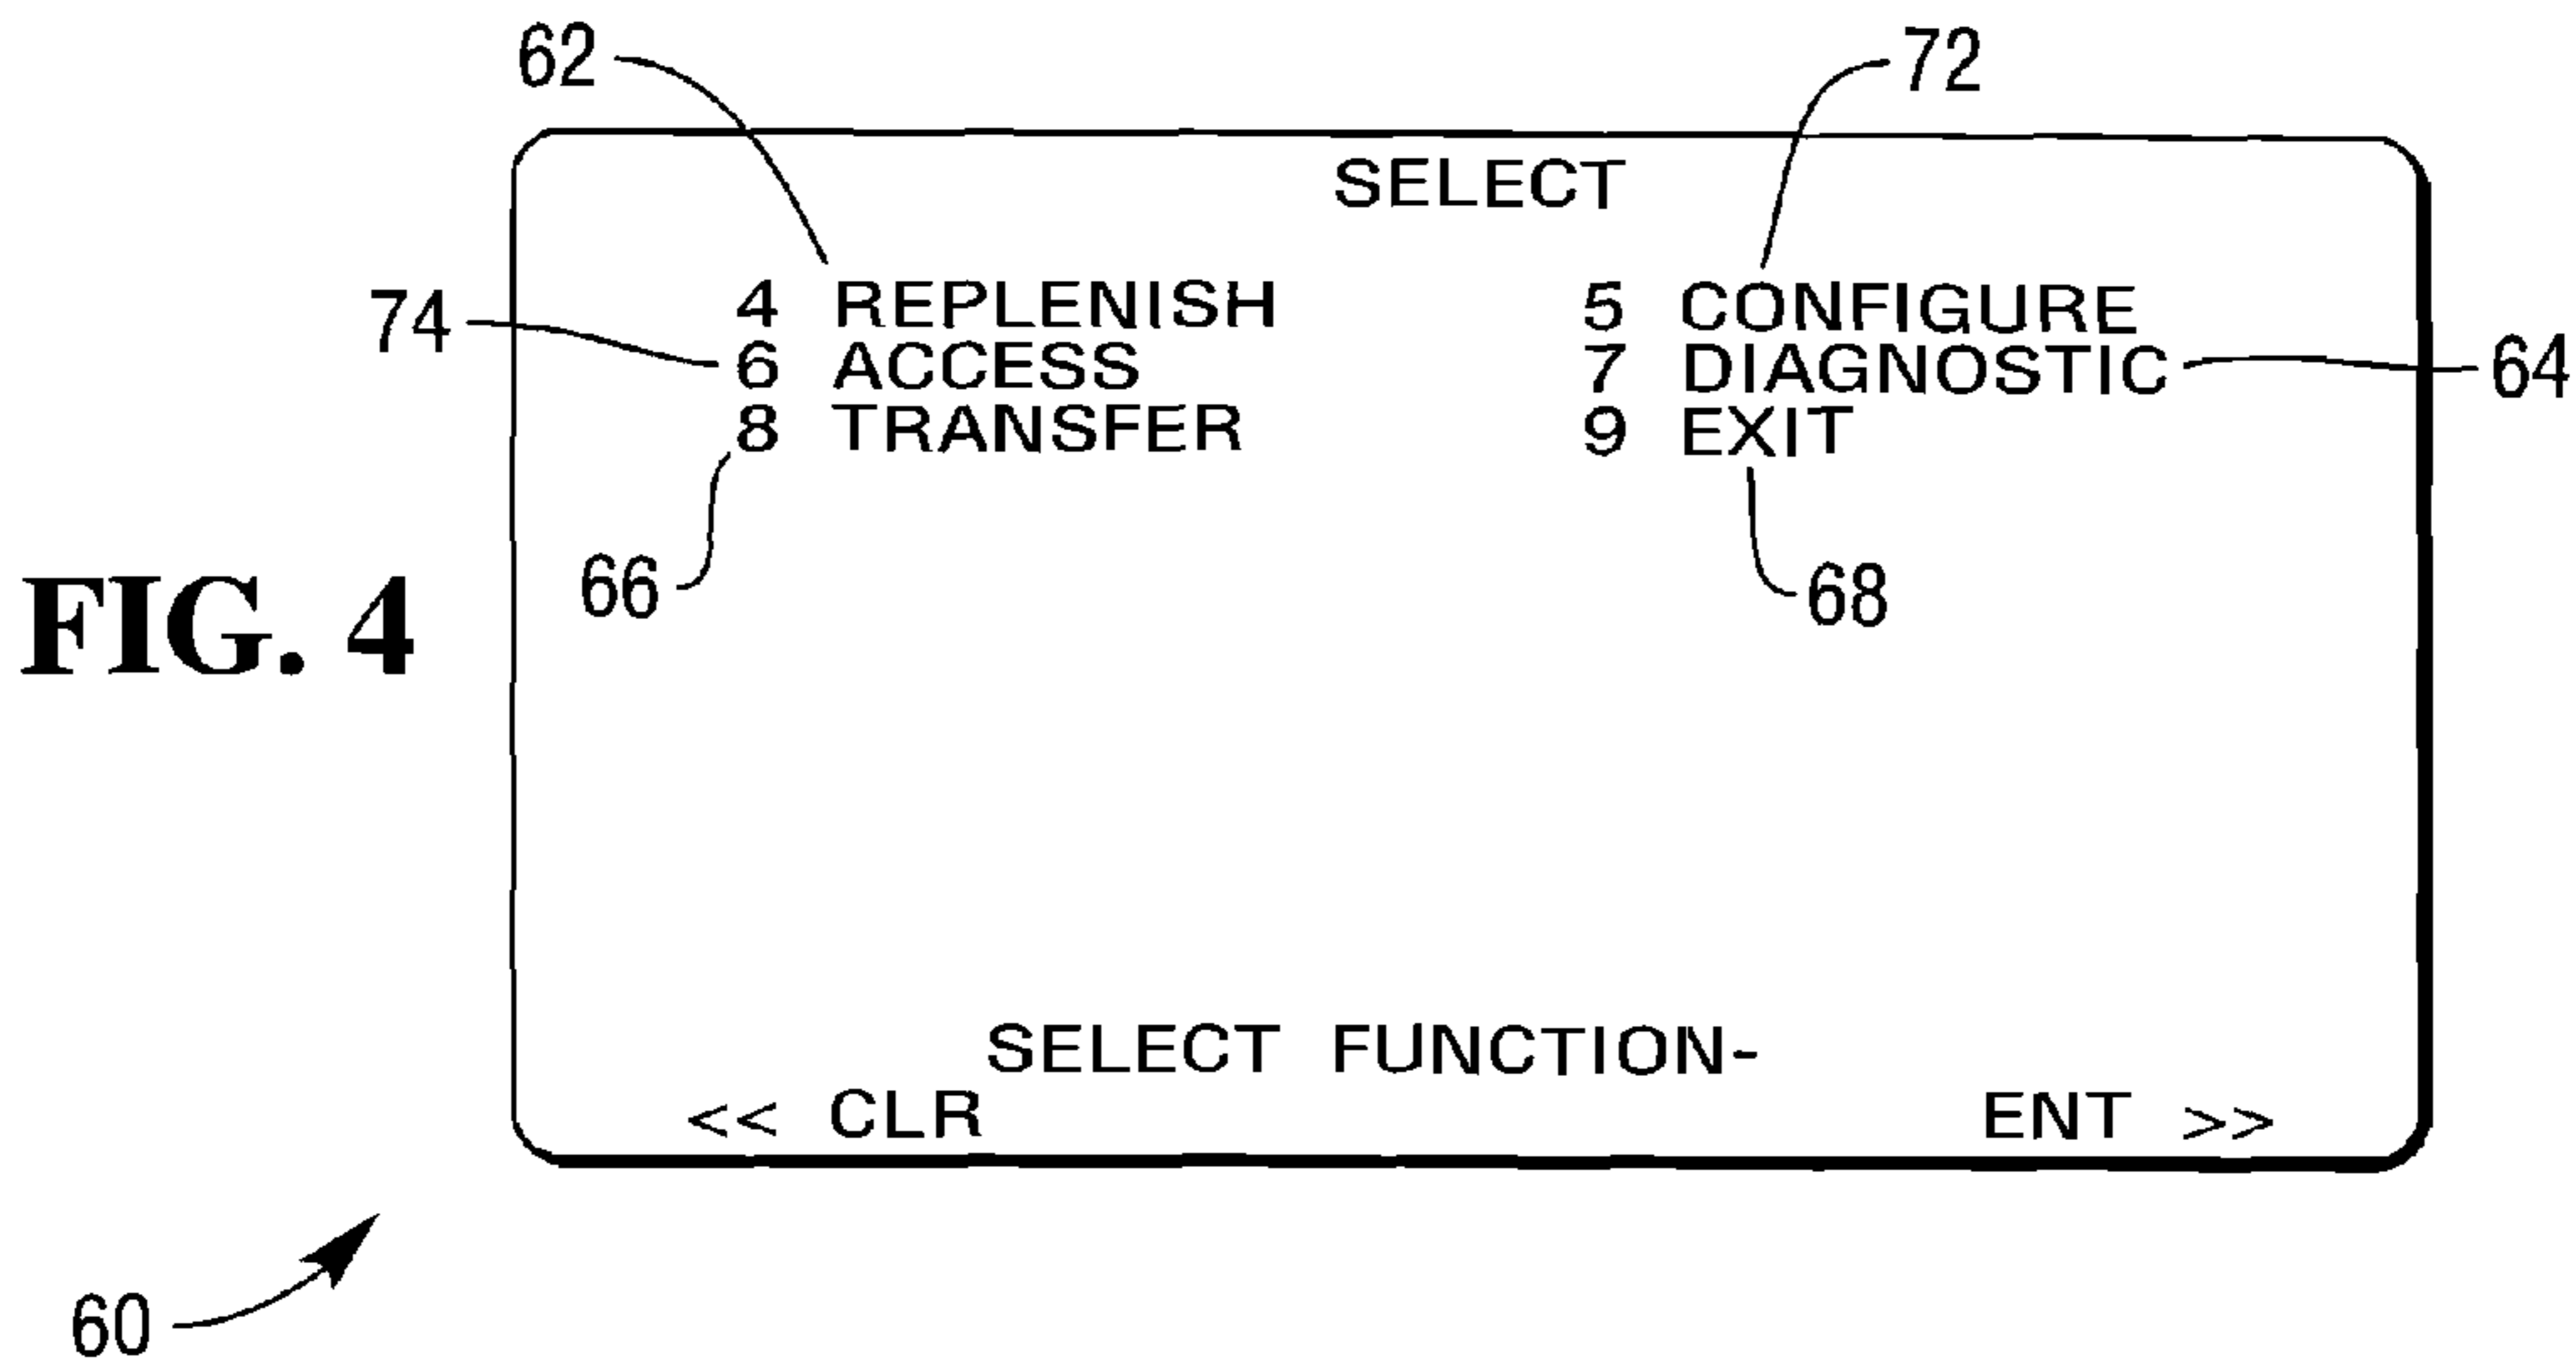 62 72
SELECT
74 4 REPLENISH 5 CONFIGURE
6 ACCESS 7 DIAGNOSTIC 64
8 TRANSFER 9 EXIT
66 68
FIG. 4
SELECT FUNCTION-
<< CLR ENT >>
60